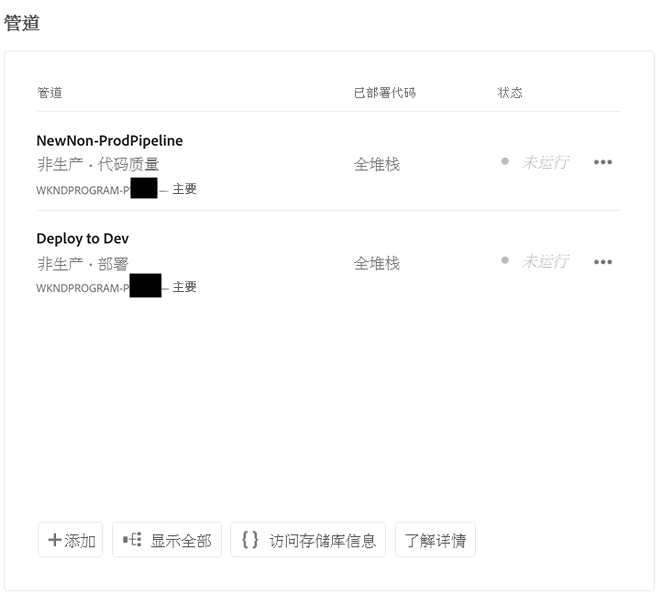 管道
管道 已部署代码 状态
NewNon-ProdPipeline
非生产 · 代码质量 全堆栈 未运行
WKNDPROGRAM-P — 主要
Deploy to Dev
非生产 · 部署 全堆栈 未运行
WKNDPROGRAM-P — 主要
添加 显示全部 {} 访问存储库信息 了解详情